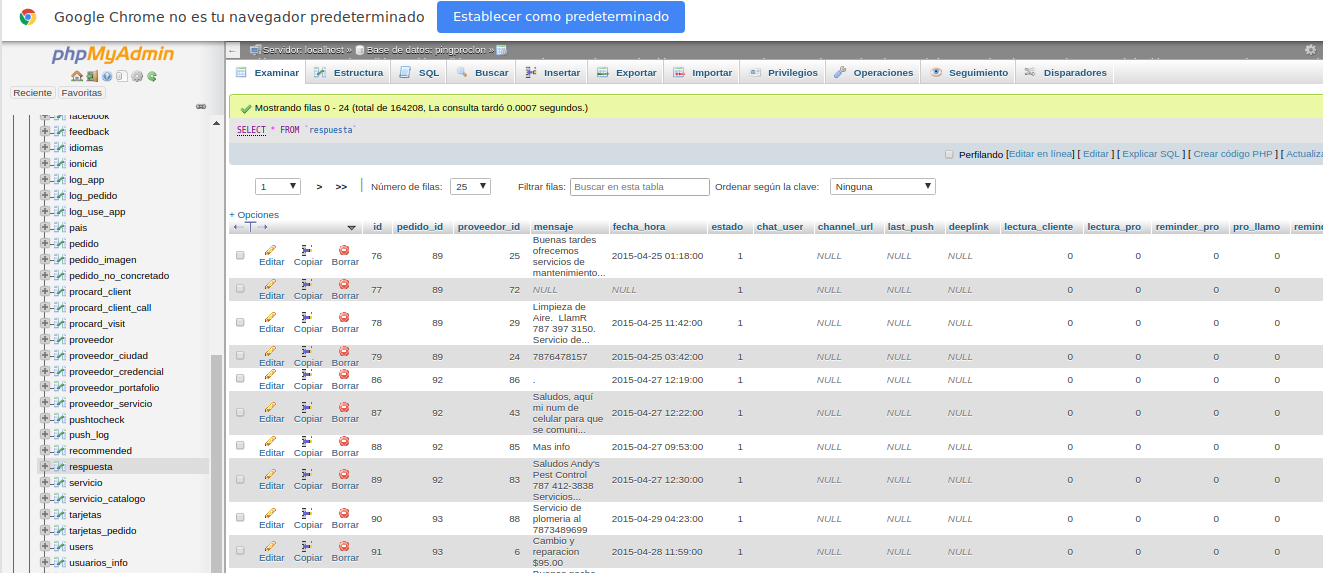 Google Chrome no es tu navegador predeterminado Establecer como predeterminado
phpMyAdmin
Reciente Favoritas
facebook
feedback
idiomas
ionicid
log_app
log_pedido
log_use_app
pais
pedido
pedido_imagen
pedido_no_concretado
procard_client
procard_client_call
procard_visit
proveedor
proveedor_ciudad
proveedor_credencial
proveedor_portafolio
proveedor_servicio
pushtocheck
push_log
recommended
respuesta
servicio
servicio_catalogo
tarjetas
tarjetas_pedido
users
usuarios_info
← Servidor: localhost » Base de datos: pingproclon »
Examinar Estructura SQL Buscar Insertar Exportar Importar Privilegios Operaciones Seguimiento Disparadores
Mostrando filas 0 - 24 (total de 164208, La consulta tardó 0.0007 segundos.)
SELECT * FROM `respuesta`
Perfilando [Editar en línea] [ Editar ] [ Explicar SQL ] [ Crear código PHP ] [ Actualiza
1 > >> Número de filas: 25 Filtrar filas: Buscar en esta tabla Ordenar según la clave: Ninguna
+ Opciones
←T→ id pedido_id proveedor_id mensaje fecha_hora estado chat_user channel_url last_push deeplink lectura_cliente lectura_pro reminder_pro pro_llamo remind
Editar Copiar Borrar 76 89 25 Buenas tardes
ofrecemos
servicios de
mantenimiento... 2015-04-25 01:18:00 1 NULL NULL NULL 0 0 0 0
Editar Copiar Borrar 77 89 72 NULL NULL 1 NULL NULL NULL 0 0 0 0
Editar Copiar Borrar 78 89 29 Limpieza de
Aire. LlamR
787 397 3150.
Servicio de... 2015-04-25 11:42:00 1 NULL NULL NULL 0 0 0 0
Editar Copiar Borrar 79 89 24 7876478157 2015-04-25 03:42:00 1 NULL NULL NULL 0 0 0 0
Editar Copiar Borrar 86 92 86 . 2015-04-27 12:19:00 1 NULL NULL NULL 0 0 0 0
Editar Copiar Borrar 87 92 43 Saludos, aquí
mi num de
celular para que
se comuni... 2015-04-27 12:22:00 1 NULL NULL NULL 0 0 0 0
Editar Copiar Borrar 88 92 85 Mas info 2015-04-27 09:53:00 1 NULL NULL NULL 0 0 0 0
Editar Copiar Borrar 89 92 83 Saludos Andy's
Pest Control
787 412-3838
Servicios... 2015-04-27 12:30:00 1 NULL NULL NULL 0 0 0 0
Editar Copiar Borrar 90 93 88 Servicio de
plomeria al
7873489699 2015-04-29 04:23:00 1 NULL NULL NULL 0 0 0 0
Editar Copiar Borrar 91 93 6 Cambio y
reparacion
$95.00 2015-04-28 11:59:00 1 NULL NULL NULL 0 0 0 0